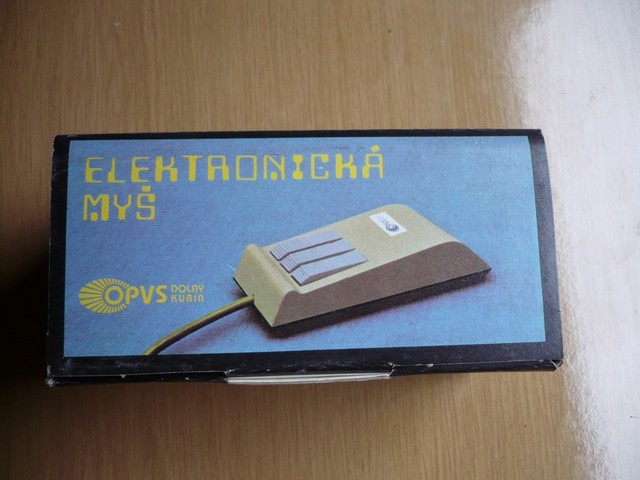 ELEKTRONICKÁ
MYŠ
OPVS DOLNÝ
KUBÍN